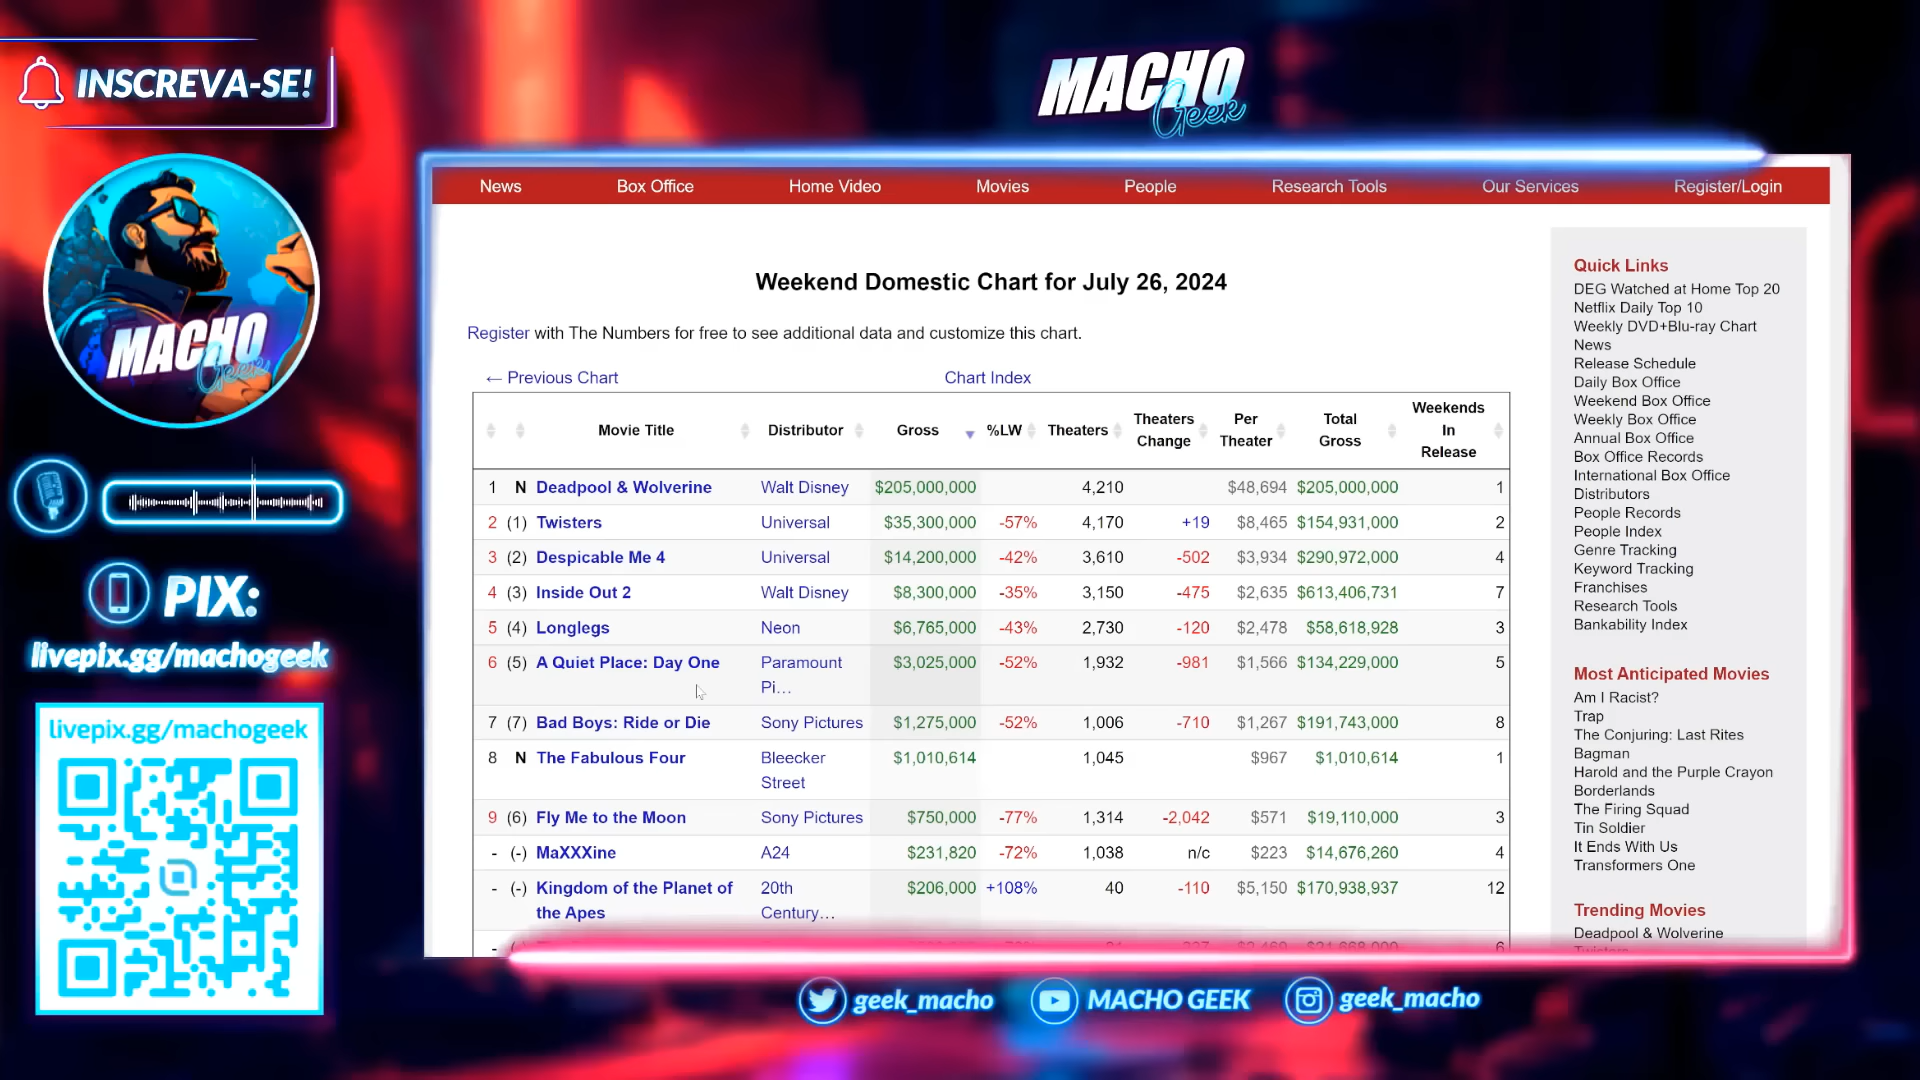 INSCREVA-SE!
MACHO
Geek
MACHO
Geek
PIX:
livepix.gg/machogeek
livepix.gg/machogeek
News Box Office Home Video Movies People Research Tools Our Services Register/Login
Weekend Domestic Chart for July 26, 2024
Register with The Numbers for free to see additional data and customize this chart.
← Previous Chart Chart Index
Movie Title Distributor Gross %LW Theaters Theaters Change Per Theater Total Gross Weekends In Release
1 N Deadpool & Wolverine Walt Disney $205,000,000 4,210 $48,694 $205,000,000 1
2 (1) Twisters Universal $35,300,000 -57% 4,170 +19 $8,465 $154,931,000 2
3 (2) Despicable Me 4 Universal $14,200,000 -42% 3,610 -502 $3,934 $290,972,000 4
4 (3) Inside Out 2 Walt Disney $8,300,000 -35% 3,150 -475 $2,635 $613,406,731 7
5 (4) Longlegs Neon $6,765,000 -43% 2,730 -120 $2,478 $58,618,928 3
6 (5) A Quiet Place: Day One Paramount Pi… $3,025,000 -52% 1,932 -981 $1,566 $134,229,000 5
7 (7) Bad Boys: Ride or Die Sony Pictures $1,275,000 -52% 1,006 -710 $1,267 $191,743,000 8
8 N The Fabulous Four Bleecker Street $1,010,614 1,045 $967 $1,010,614 1
9 (6) Fly Me to the Moon Sony Pictures $750,000 -77% 1,314 -2,042 $571 $19,110,000 3
- (-) MaXXXine A24 $231,820 -72% 1,038 n/c $223 $14,676,260 4
- (-) Kingdom of the Planet of the Apes 20th Century… $206,000 +108% 40 -110 $5,150 $170,938,937 12
Quick Links
DEG Watched at Home Top 20
Netflix Daily Top 10
Weekly DVD+Blu-ray Chart
News
Release Schedule
Daily Box Office
Weekend Box Office
Weekly Box Office
Annual Box Office
Box Office Records
International Box Office
Distributors
People Records
People Index
Genre Tracking
Keyword Tracking
Franchises
Research Tools
Bankability Index
Most Anticipated Movies
Am I Racist?
Trap
The Conjuring: Last Rites
Bagman
Harold and the Purple Crayon
Borderlands
The Firing Squad
Tin Soldier
It Ends With Us
Transformers One
Trending Movies
Deadpool & Wolverine
geek_macho MACHO GEEK geek_macho